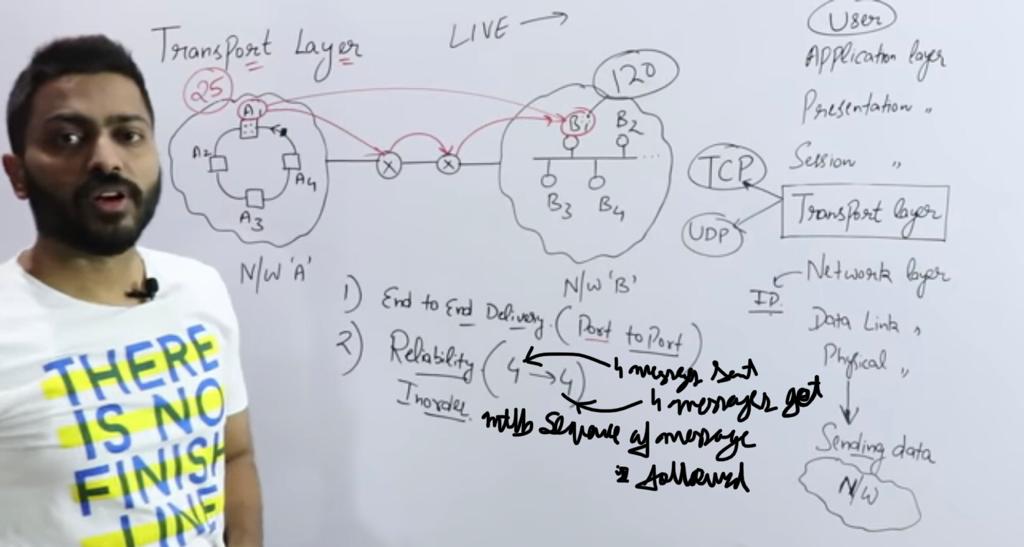 Transport Layer
LIVE →
25
A1
A2
A3
A4
N/W 'A'
120
B1
B2
B3
B4
N/W 'B'
User
Application layer
Presentation "
Session "
TCP
Transport layer
UDP
Network layer
Data Link "
Physical "
Sending data
N/W
1) End to End Delivery. (Port to Port)
2) Reliability (4 → 4)
Inorder
4 messages sent
4 messages get
sequence of message
is followed
THERE
IS NO
FINISH
LINE